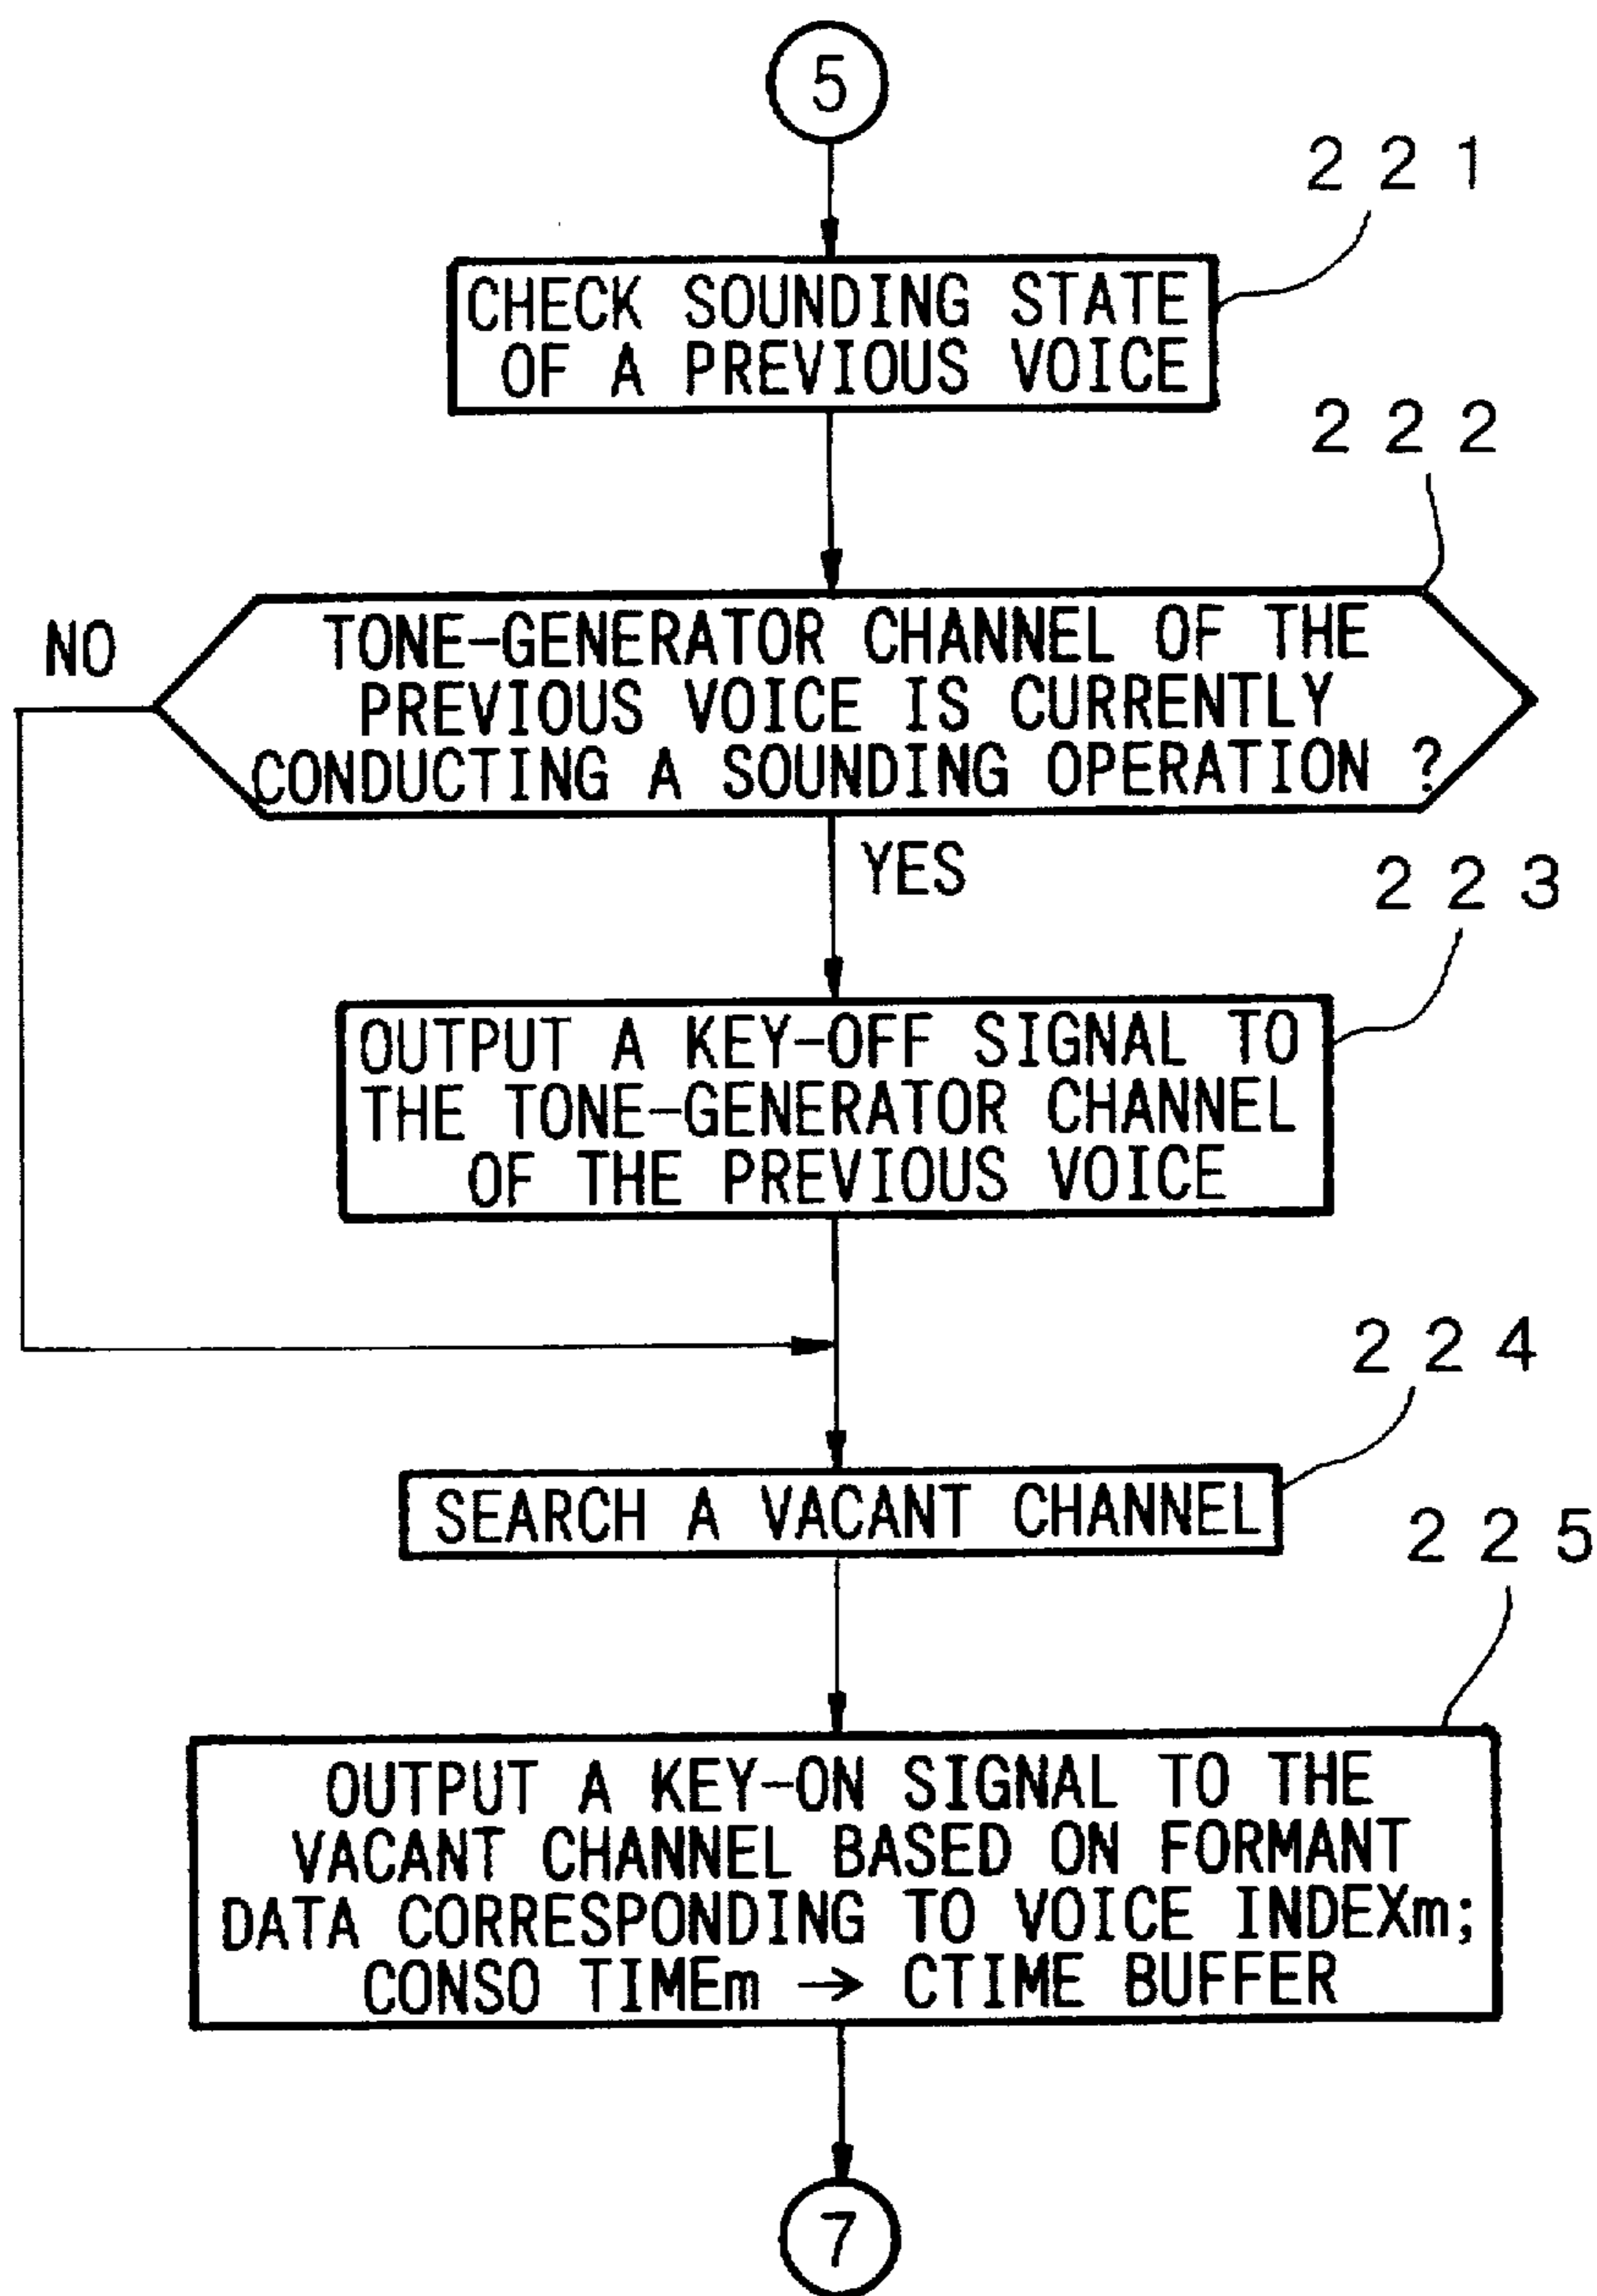 5
221
CHECK SOUNDING STATE
OF A PREVIOUS VOICE
222
NO
TONE-GENERATOR CHANNEL OF THE
PREVIOUS VOICE IS CURRENTLY
CONDUCTING A SOUNDING OPERATION ?
YES
223
OUTPUT A KEY-OFF SIGNAL TO
THE TONE-GENERATOR CHANNEL
OF THE PREVIOUS VOICE
224
SEARCH A VACANT CHANNEL
225
OUTPUT A KEY-ON SIGNAL TO THE
VACANT CHANNEL BASED ON FORMANT
DATA CORRESPONDING TO VOICE INDEXm;
CONSO TIMEm → CTIME BUFFER
7